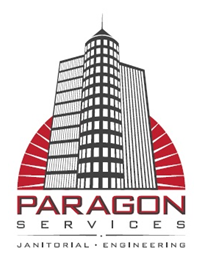 PARAGON
SERVICES
JANITORIAL • ENGINEERING